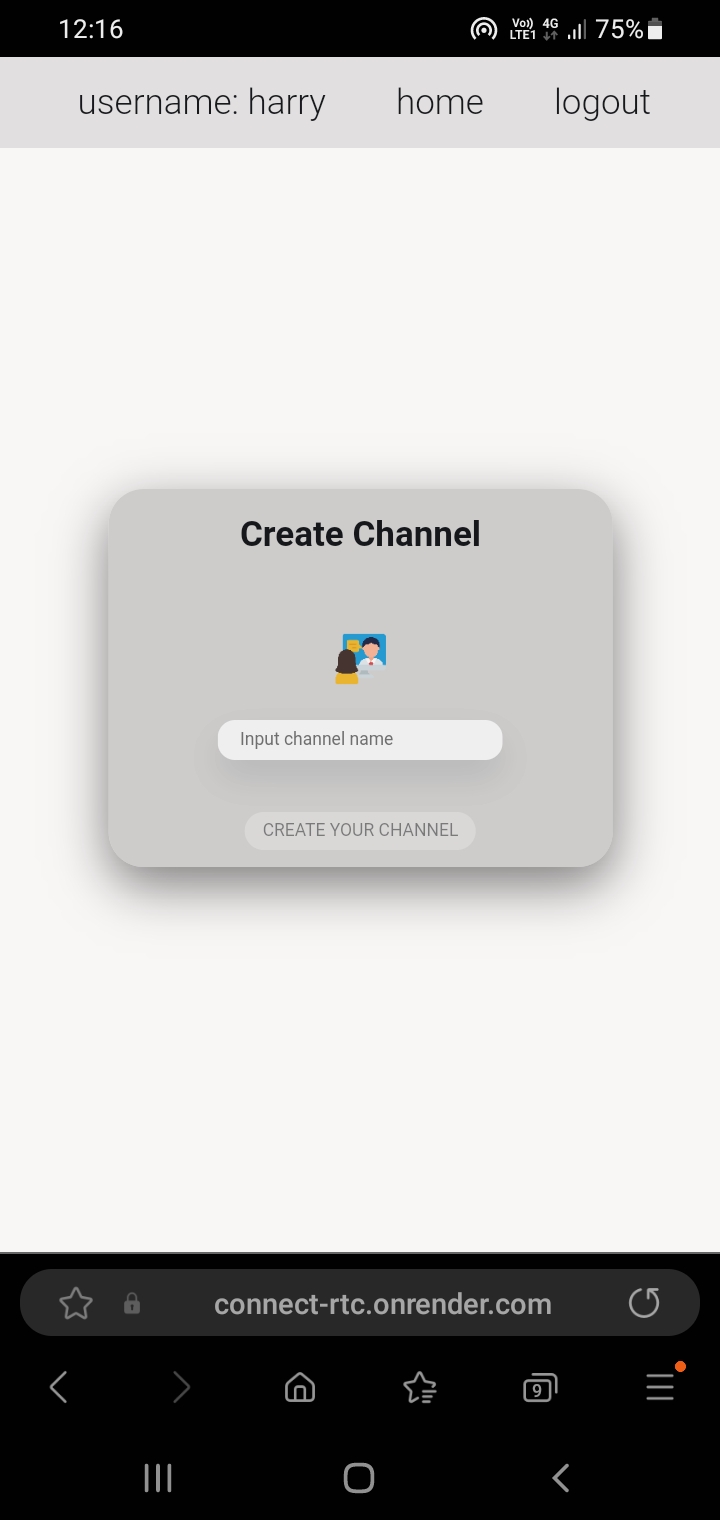 12:16 Vo)) LTE1 4G 75%
username: harry home logout
Create Channel
Input channel name
CREATE YOUR CHANNEL
connect-rtc.onrender.com
9